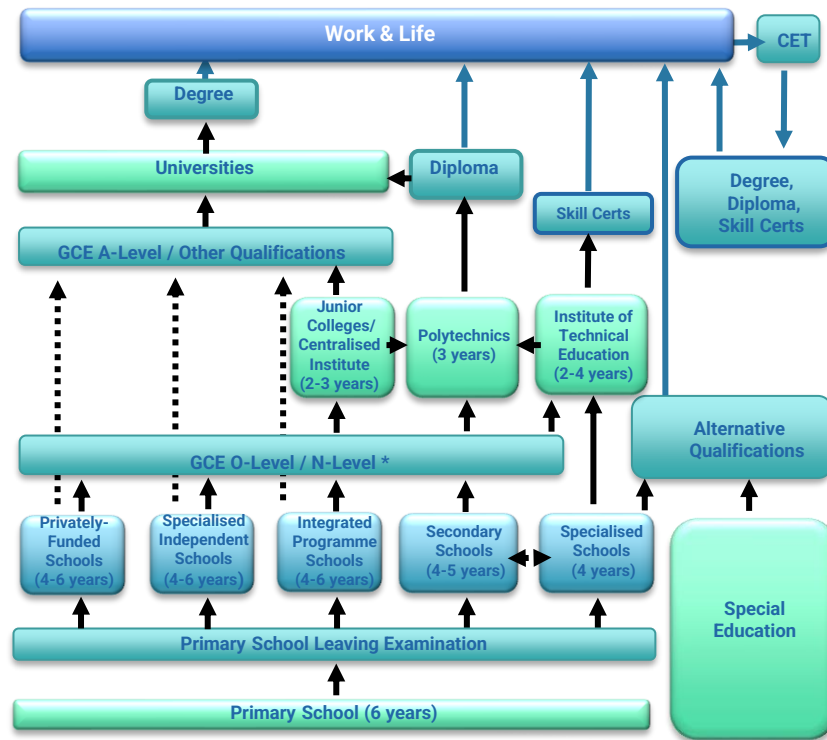 Work & Life
CET
Degree
Universities
Diploma
Degree,
Diploma,
Skill Certs
Skill Certs
GCE A-Level / Other Qualifications
Junior
Colleges/
Centralised
Institute
(2-3 years)
Polytechnics
(3 years)
Institute of
Technical
Education
(2-4 years)
Alternative
Qualifications
GCE O-Level / N-Level *
Privately-
Funded
Schools
(4-6 years)
Specialised
Independent
Schools
(4-6 years)
Integrated
Programme
Schools
(4-6 years)
Secondary
Schools
(4-5 years)
Specialised
Schools
(4 years)
Special
Education
Primary School Leaving Examination
Primary School (6 years)